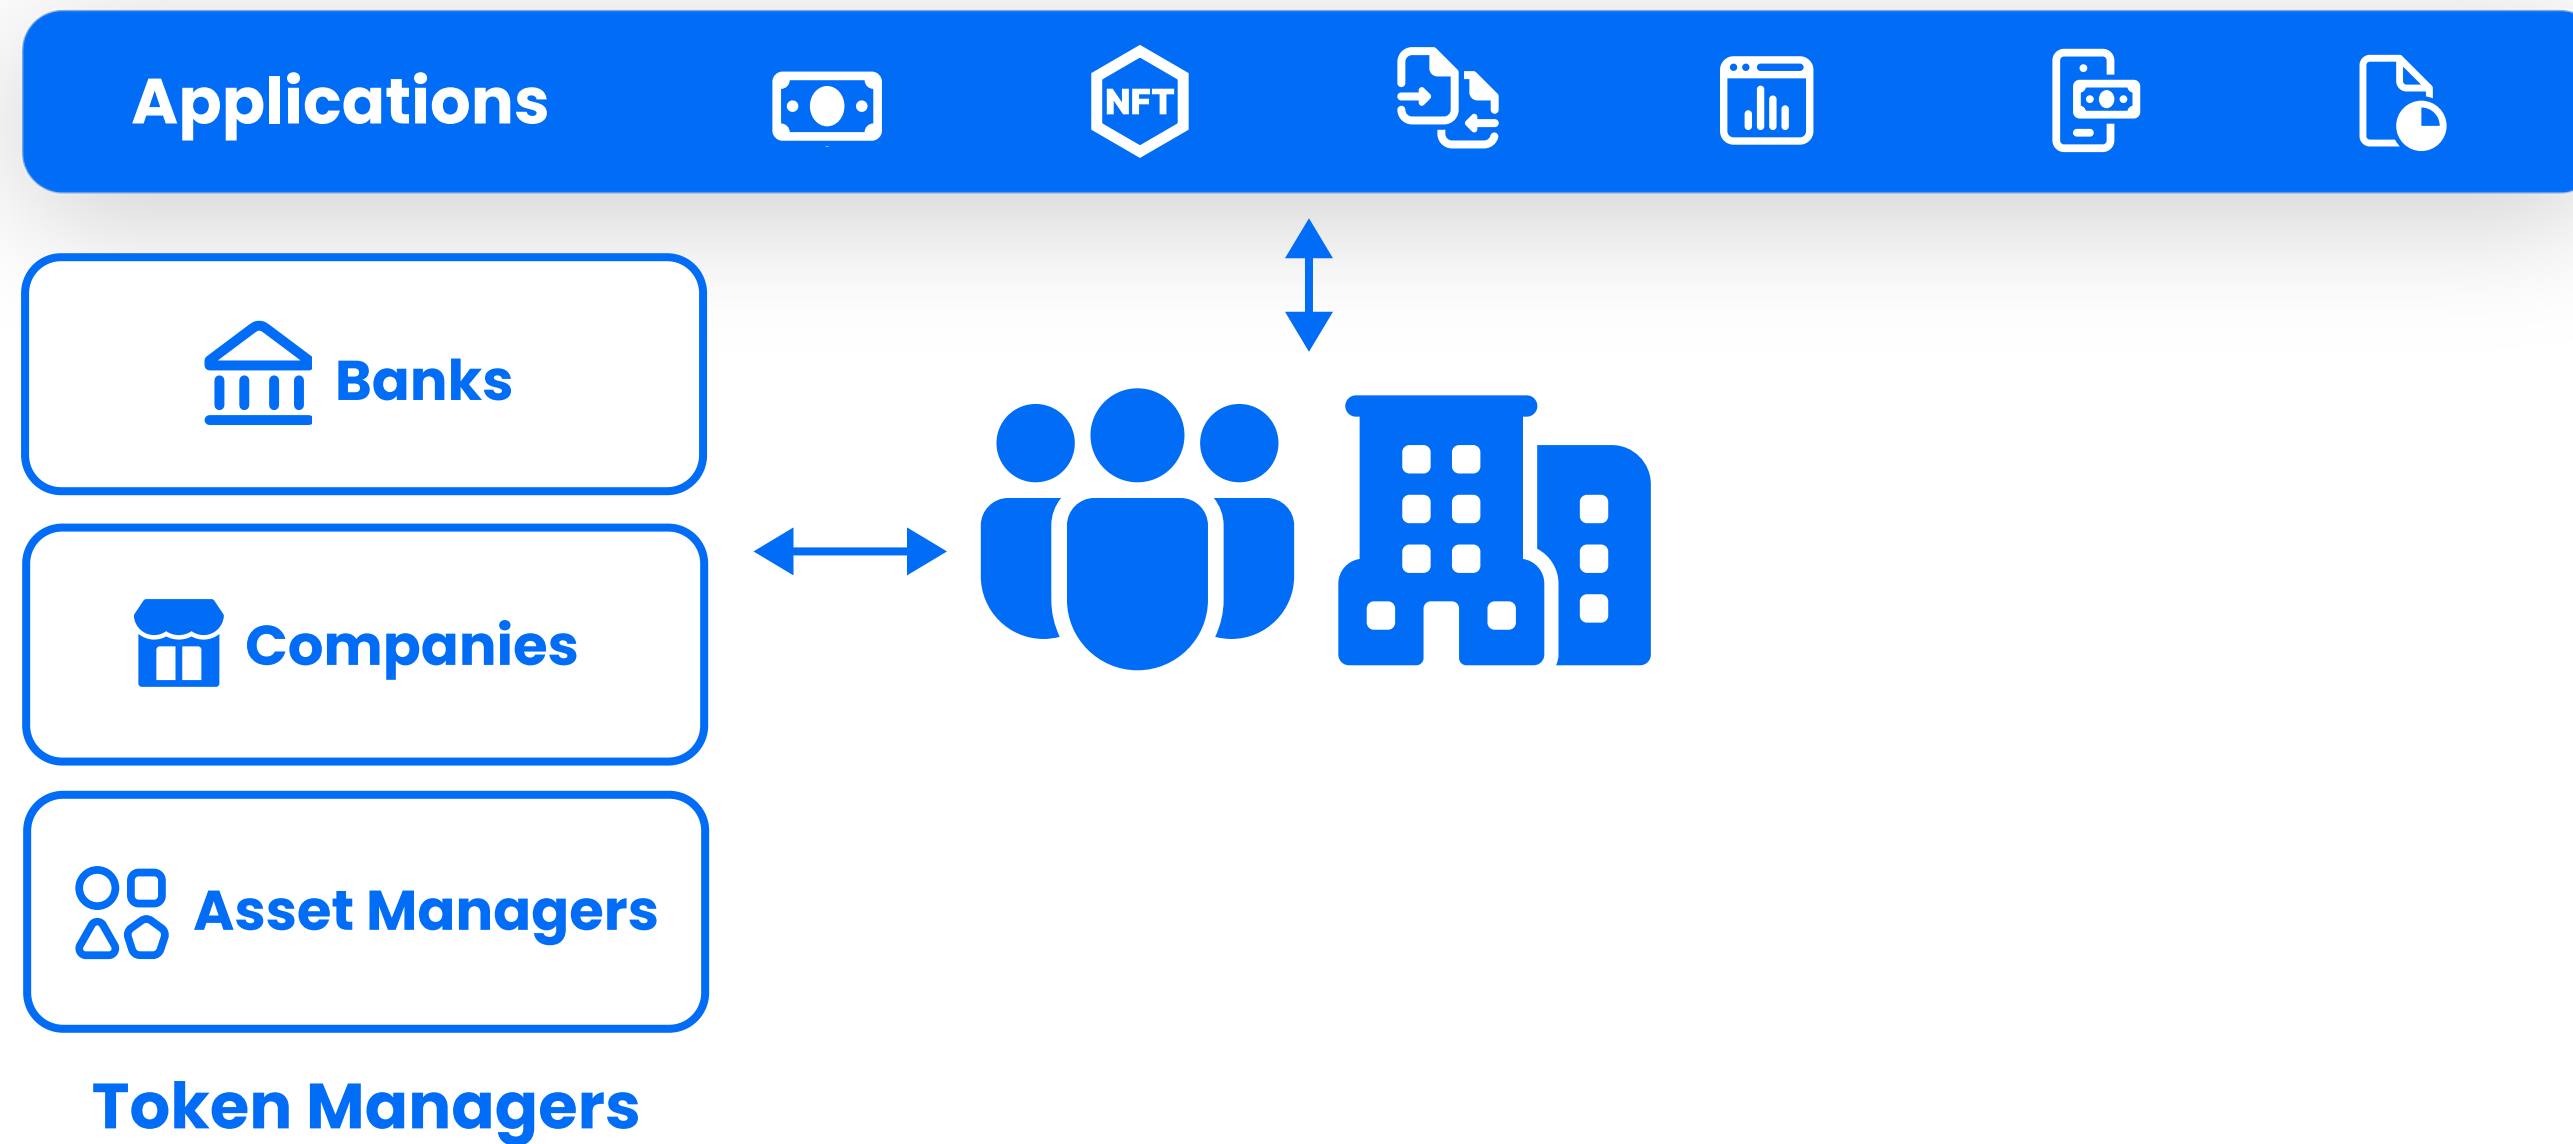 Applications
NFT
Banks
Companies
Asset Managers
Token Managers